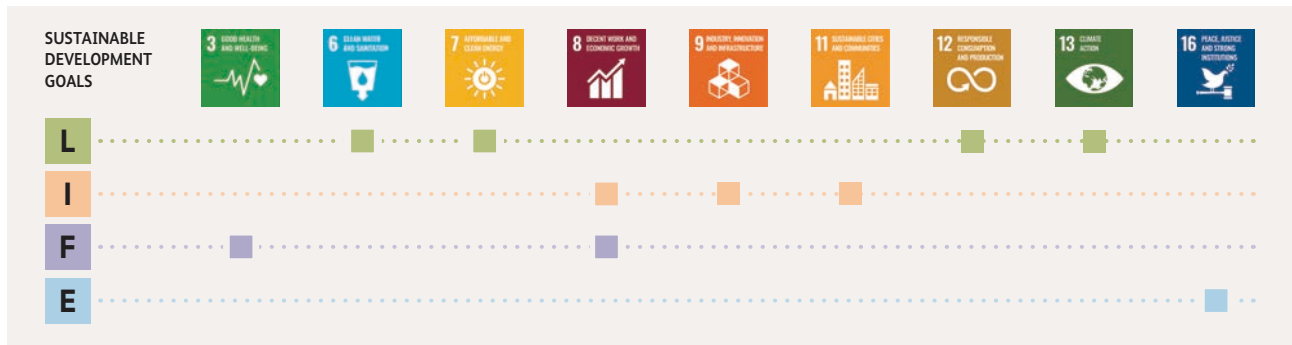 SUSTAINABLE
DEVELOPMENT
GOALS
3 GOOD HEALTH
AND WELL-BEING
6 CLEAN WATER
AND SANITATION
7 AFFORDABLE AND
CLEAN ENERGY
8 DECENT WORK AND
ECONOMIC GROWTH
9 INDUSTRY, INNOVATION
AND INFRASTRUCTURE
11 SUSTAINABLE CITIES
AND COMMUNITIES
12 RESPONSIBLE
CONSUMPTION
AND PRODUCTION
13 CLIMATE
ACTION
16 PEACE, JUSTICE
AND STRONG
INSTITUTIONS
L
I
F
E